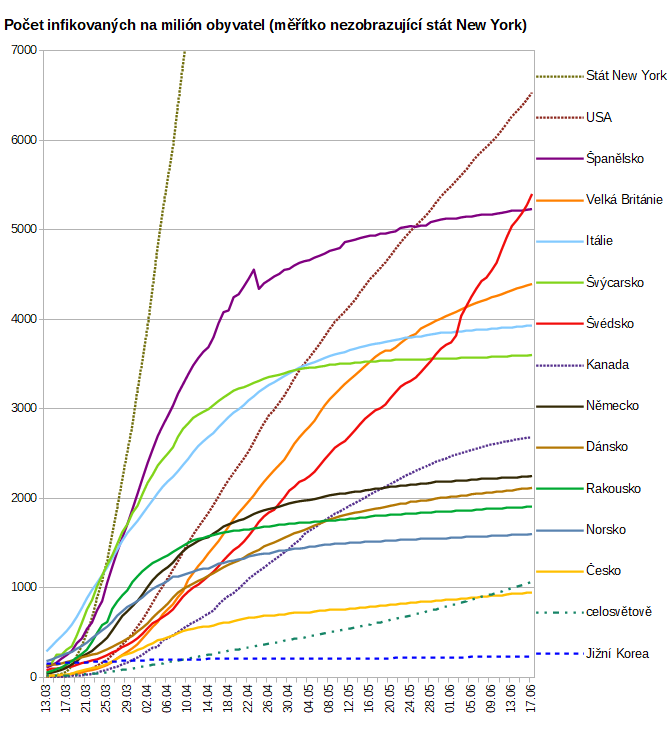 Počet infikovaných na milión obyvatel (měřítko nezobrazující stát New York)
7000
6000
5000
4000
3000
2000
1000
0
13.03
17.03
21.03
25.03
29.03
02.04
06.04
10.04
14.04
18.04
22.04
26.04
30.04
04.05
08.05
12.05
16.05
20.05
24.05
28.05
01.06
05.06
09.06
13.06
17.06
Stát New York
USA
Španělsko
Velká Británie
Itálie
Švýcarsko
Švédsko
Kanada
Německo
Dánsko
Rakousko
Norsko
Česko
celosvětově
Jižní Korea